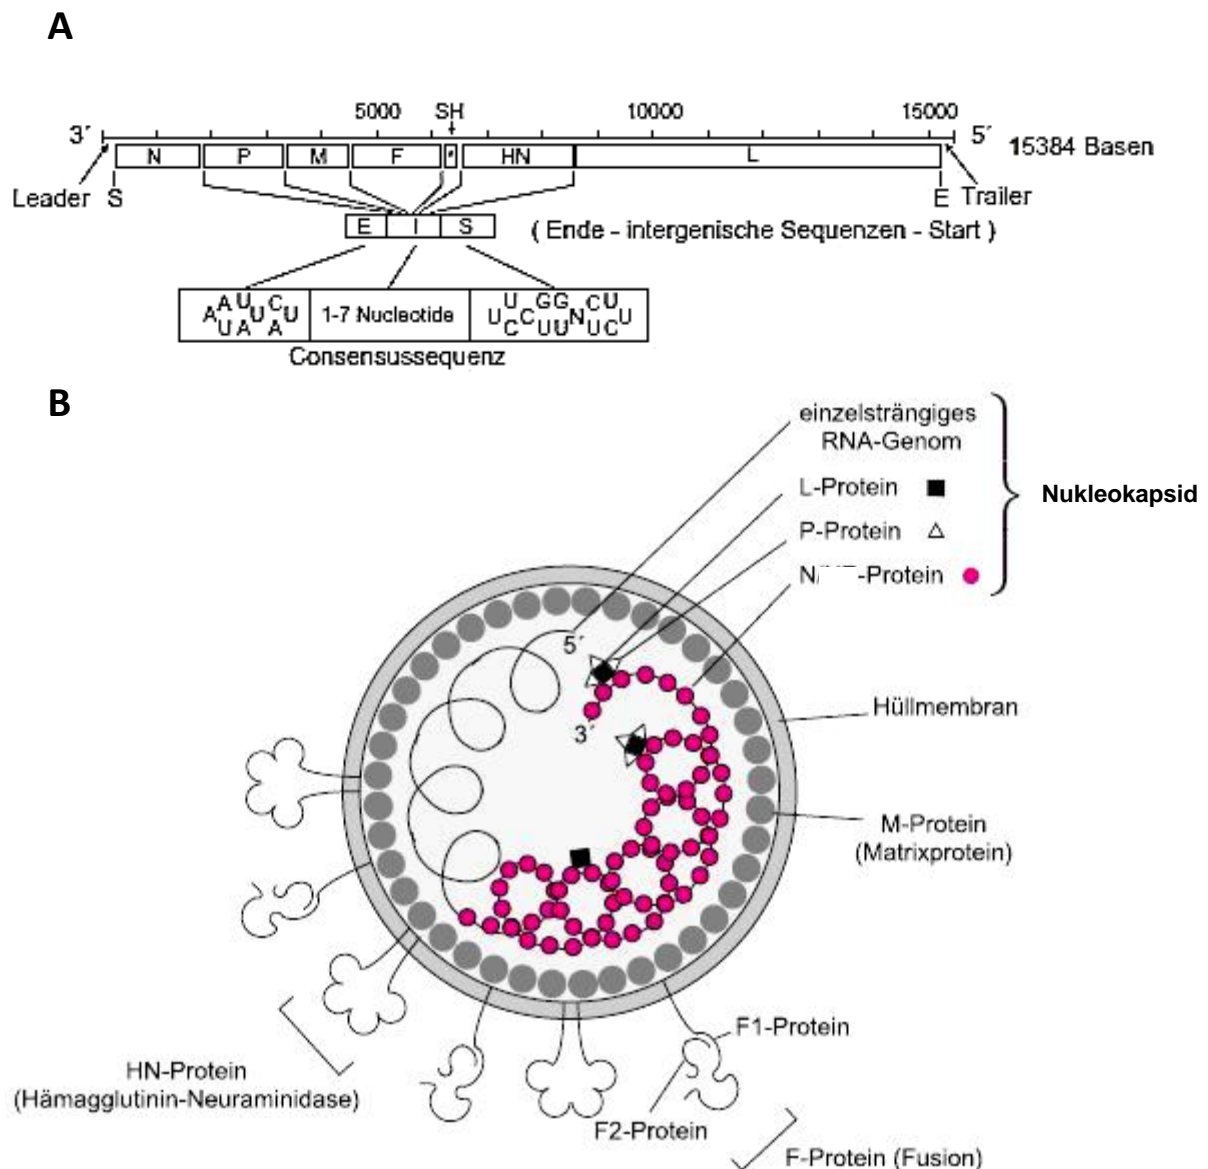 A
5000 SH 10000 15000
3´ 5´ 15384 Basen
N P M F HN L
Leader S E Trailer
E I S ( Ende - intergenische Sequenzen - Start )
1-7 Nucleotide
Consensussequenz
B
einzelsträngiges
RNA-Genom
L-Protein
Nukleokapsid
P-Protein
-Protein
5´
3´
Hüllmembran
M-Protein
(Matrixprotein)
F1-Protein
HN-Protein
(Hämagglutinin-Neuraminidase)
F2-Protein
F-Protein (Fusion)